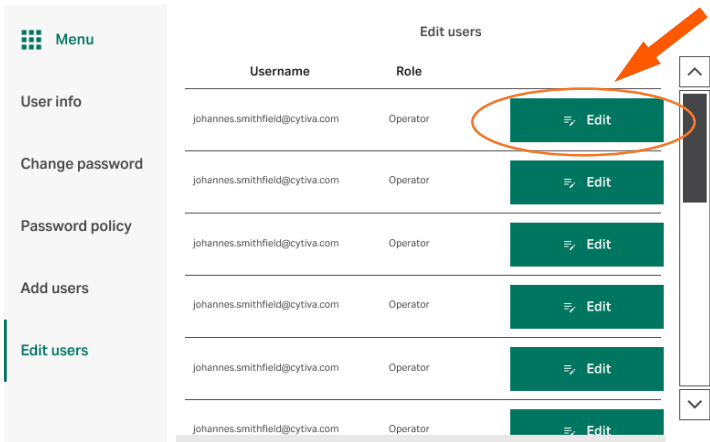 Menu
User info
Change password
Password policy
Add users
Edit users
Edit users
Username Role
johannes.smithfield@cytiva.com Operator Edit
johannes.smithfield@cytiva.com Operator Edit
johannes.smithfield@cytiva.com Operator Edit
johannes.smithfield@cytiva.com Operator Edit
johannes.smithfield@cytiva.com Operator Edit
johannes.smithfield@cytiva.com Operator Edit